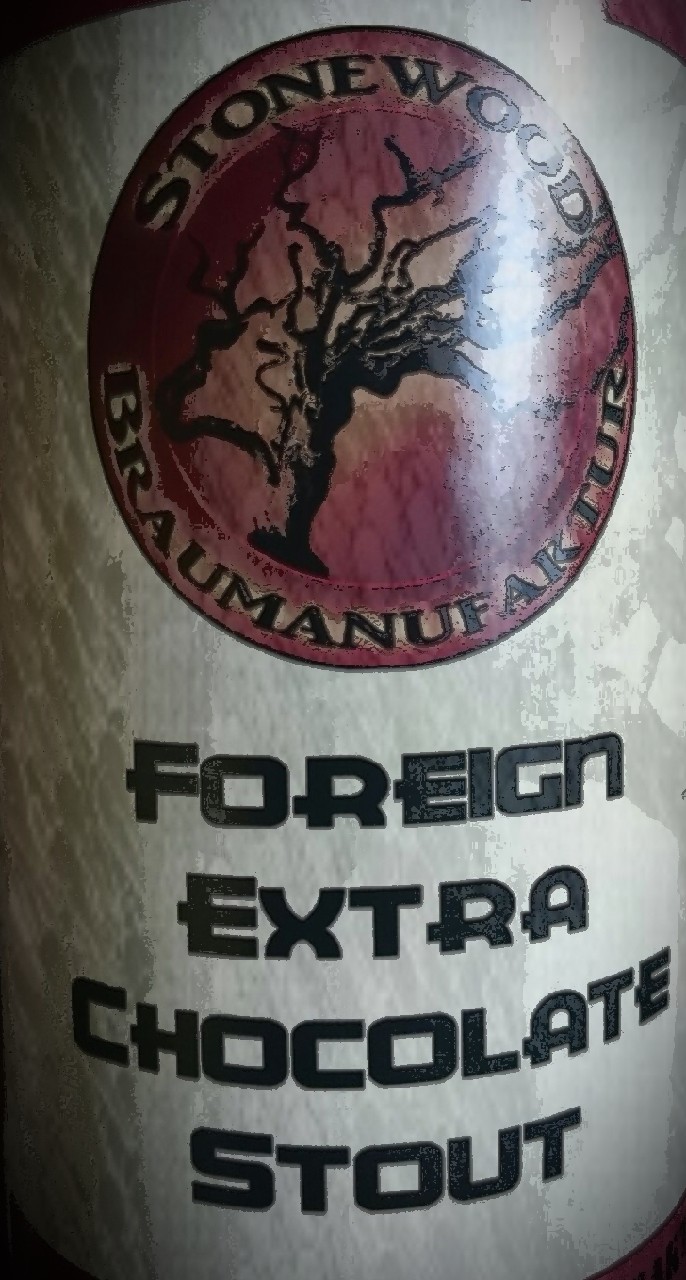 STONEWOOD
BRAUMANUFAKTUR
FOREIGN
EXTRA
CHOCOLATE
STOUT